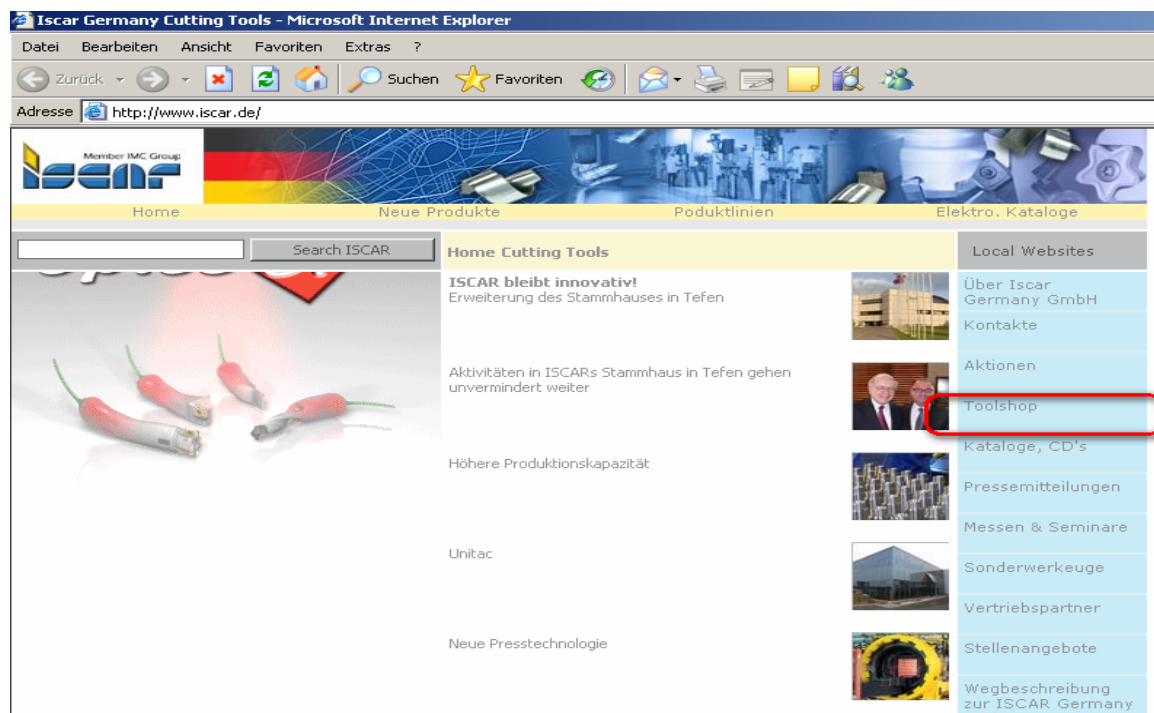 Iscar Germany Cutting Tools - Microsoft Internet Explorer
Datei Bearbeiten Ansicht Favoriten Extras ?
Zurück Suchen Favoriten
Adresse http://www.iscar.de/
Member IMC Group
ISCAR
Home Neue Produkte Poduktlinien Elektro. Kataloge
Search ISCAR Home Cutting Tools Local Websites
ISCAR bleibt innovativ!
Erweiterung des Stammhauses in Tefen
Aktivitäten in ISCARs Stammhaus in Tefen gehen
unvermindert weiter
Höhere Produktionskapazität
Unitac
Neue Presstechnologie
Über Iscar
Germany GmbH
Kontakte
Aktionen
Toolshop
Kataloge, CD's
Pressemitteilungen
Messen & Seminare
Sonderwerkeuge
Vertriebspartner
Stellenangebote
Wegbeschreibung
zur ISCAR Germany